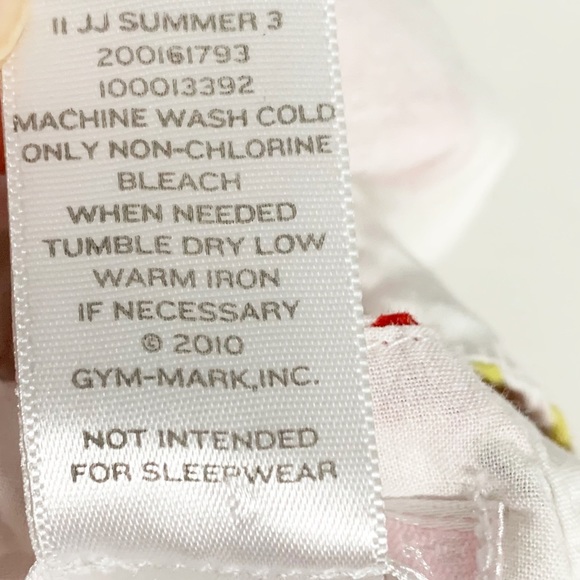 11 JJ SUMMER 3
200161793
100013392
MACHINE WASH COLD
ONLY NON-CHLORINE
BLEACH
WHEN NEEDED
TUMBLE DRY LOW
WARM IRON
IF NECESSARY
© 2010
GYM-MARK,INC.
NOT INTENDED
FOR SLEEPWEAR